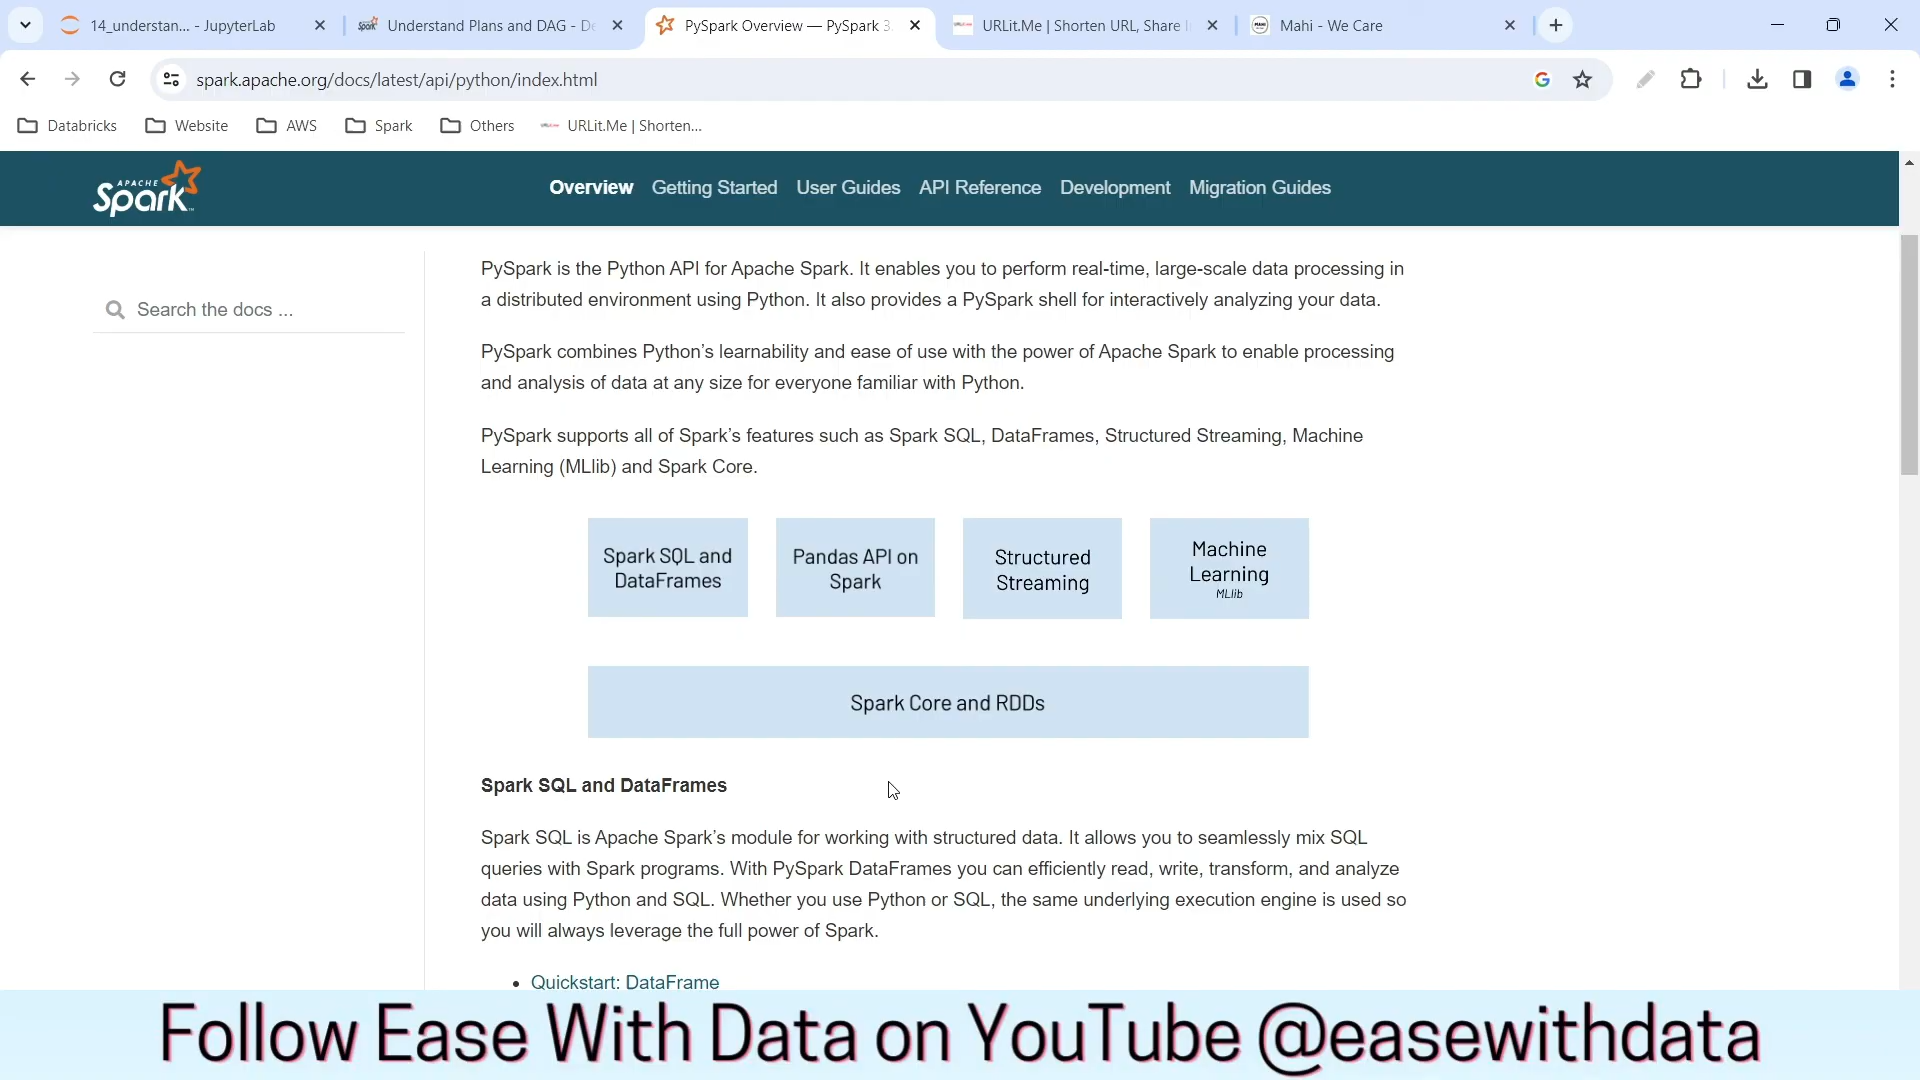 14_understan... - JupyterLab
Understand Plans and DAG - De
PySpark Overview — PySpark 3.
URLit.Me | Shorten URL, Share l
Mahi - We Care
spark.apache.org/docs/latest/api/python/index.html
Databricks
Website
AWS
Spark
Others
URLit.Me | Shorten...
APACHE
Spark
Overview
Getting Started
User Guides
API Reference
Development
Migration Guides
Search the docs ...
PySpark is the Python API for Apache Spark. It enables you to perform real-time, large-scale data processing in
a distributed environment using Python. It also provides a PySpark shell for interactively analyzing your data.
PySpark combines Python’s learnability and ease of use with the power of Apache Spark to enable processing
and analysis of data at any size for everyone familiar with Python.
PySpark supports all of Spark’s features such as Spark SQL, DataFrames, Structured Streaming, Machine
Learning (MLlib) and Spark Core.
Spark SQL and
DataFrames
Pandas API on
Spark
Structured
Streaming
Machine
Learning
MLlib
Spark Core and RDDs
Spark SQL and DataFrames
Spark SQL is Apache Spark’s module for working with structured data. It allows you to seamlessly mix SQL
queries with Spark programs. With PySpark DataFrames you can efficiently read, write, transform, and analyze
data using Python and SQL. Whether you use Python or SQL, the same underlying execution engine is used so
you will always leverage the full power of Spark.
Quickstart: DataFrame
Follow Ease With Data on YouTube @easewithdata